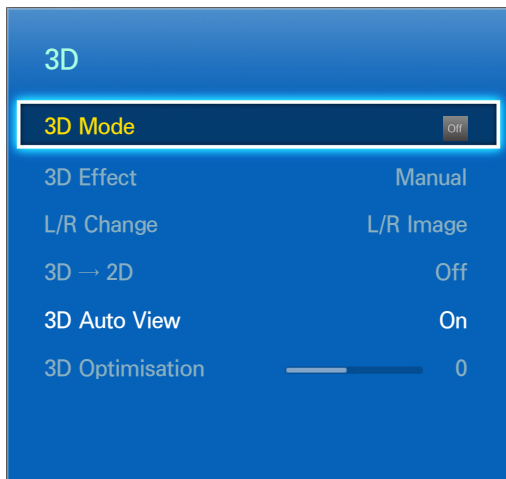 3D
3D Mode Off
3D Effect Manual
L/R Change L/R Image
3D → 2D Off
3D Auto View On
3D Optimisation 0